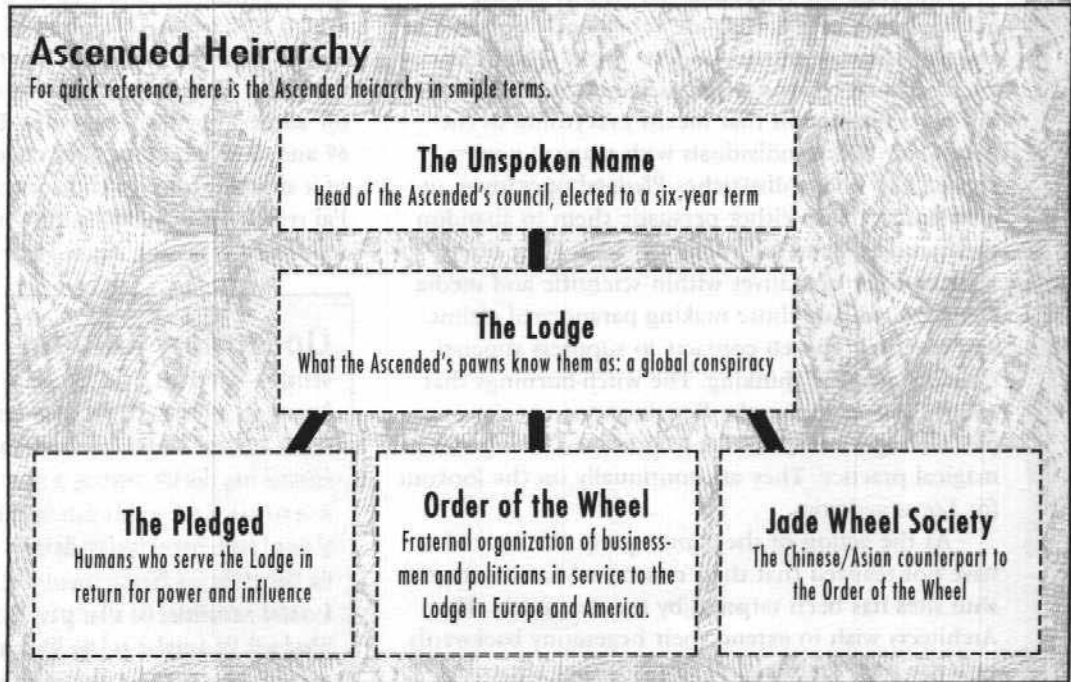 Ascended Heirarchy
For quick reference, here is the Ascended heirarchy in smiple terms.
The Unspoken Name
Head of the Ascended's council, elected to a six-year term
The Lodge
What the Ascended's pawns know them as: a global conspiracy
The Pledged
Humans who serve the Lodge it
return for power and influence
Order of the Wheel
Fraternal organization of business-
men and politicians in service to the
Lodge in Europe and America.
Jade Wheel Society
The Chinese/Asian counterpart to
the Order of the Wheel